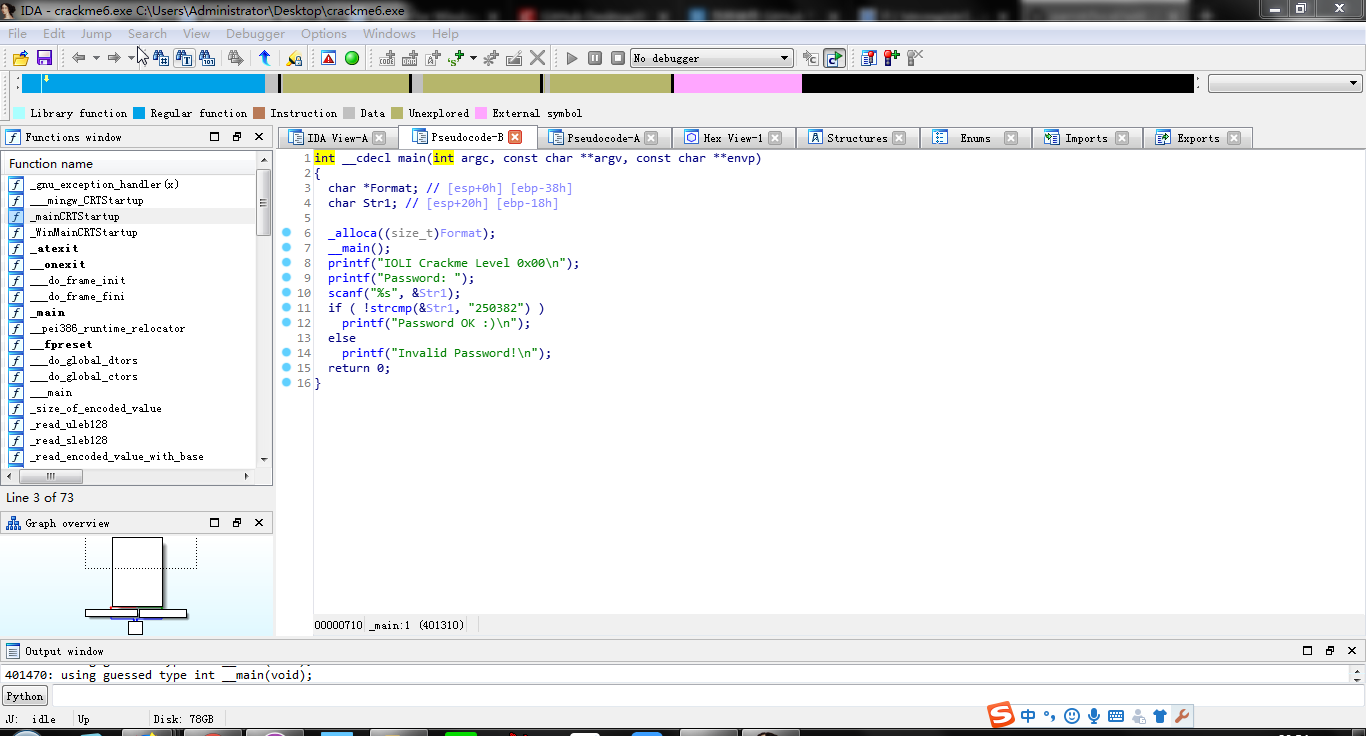 IDA - crackme6.exe C:\Users\Administrator\Desktop\crackme6.exe
File Edit Jump Search View Debugger Options Windows Help
No debugger
Library function Regular function Instruction Data Unexplored External symbol
Functions window
IDA View-A Pseudocode-B Pseudocode-A Hex View-1 Structures Enums Imports Exports
Function name
_gnu_exception_handler(x)
___mingw_CRTStartup
_mainCRTStartup
_WinMainCRTStartup
_atexit
__onexit
___do_frame_init
___do_frame_fini
_main
__pei386_runtime_relocator
__fpreset
___do_global_dtors
___do_global_ctors
___main
_size_of_encoded_value
_read_uleb128
_read_sleb128
_read_encoded_value_with_base
Line 3 of 73
Graph overview
1 int __cdecl main(int argc, const char **argv, const char **envp)
2 {
3 char *Format; // [esp+0h] [ebp-38h]
4 char Str1; // [esp+20h] [ebp-18h]
5
6 _alloca((size_t)Format);
7 __main();
8 printf("IOLI Crackme Level 0x00\n");
9 printf("Password: ");
10 scanf("%s", &Str1);
11 if ( !strcmp(&Str1, "250382") )
12 printf("Password OK :)\n");
13 else
14 printf("Invalid Password!\n");
15 return 0;
16 }
00000710 _main:1 (401310)
Output window
401470: using guessed type int __main(void);
Python
AU: idle Up Disk: 78GB
S 中